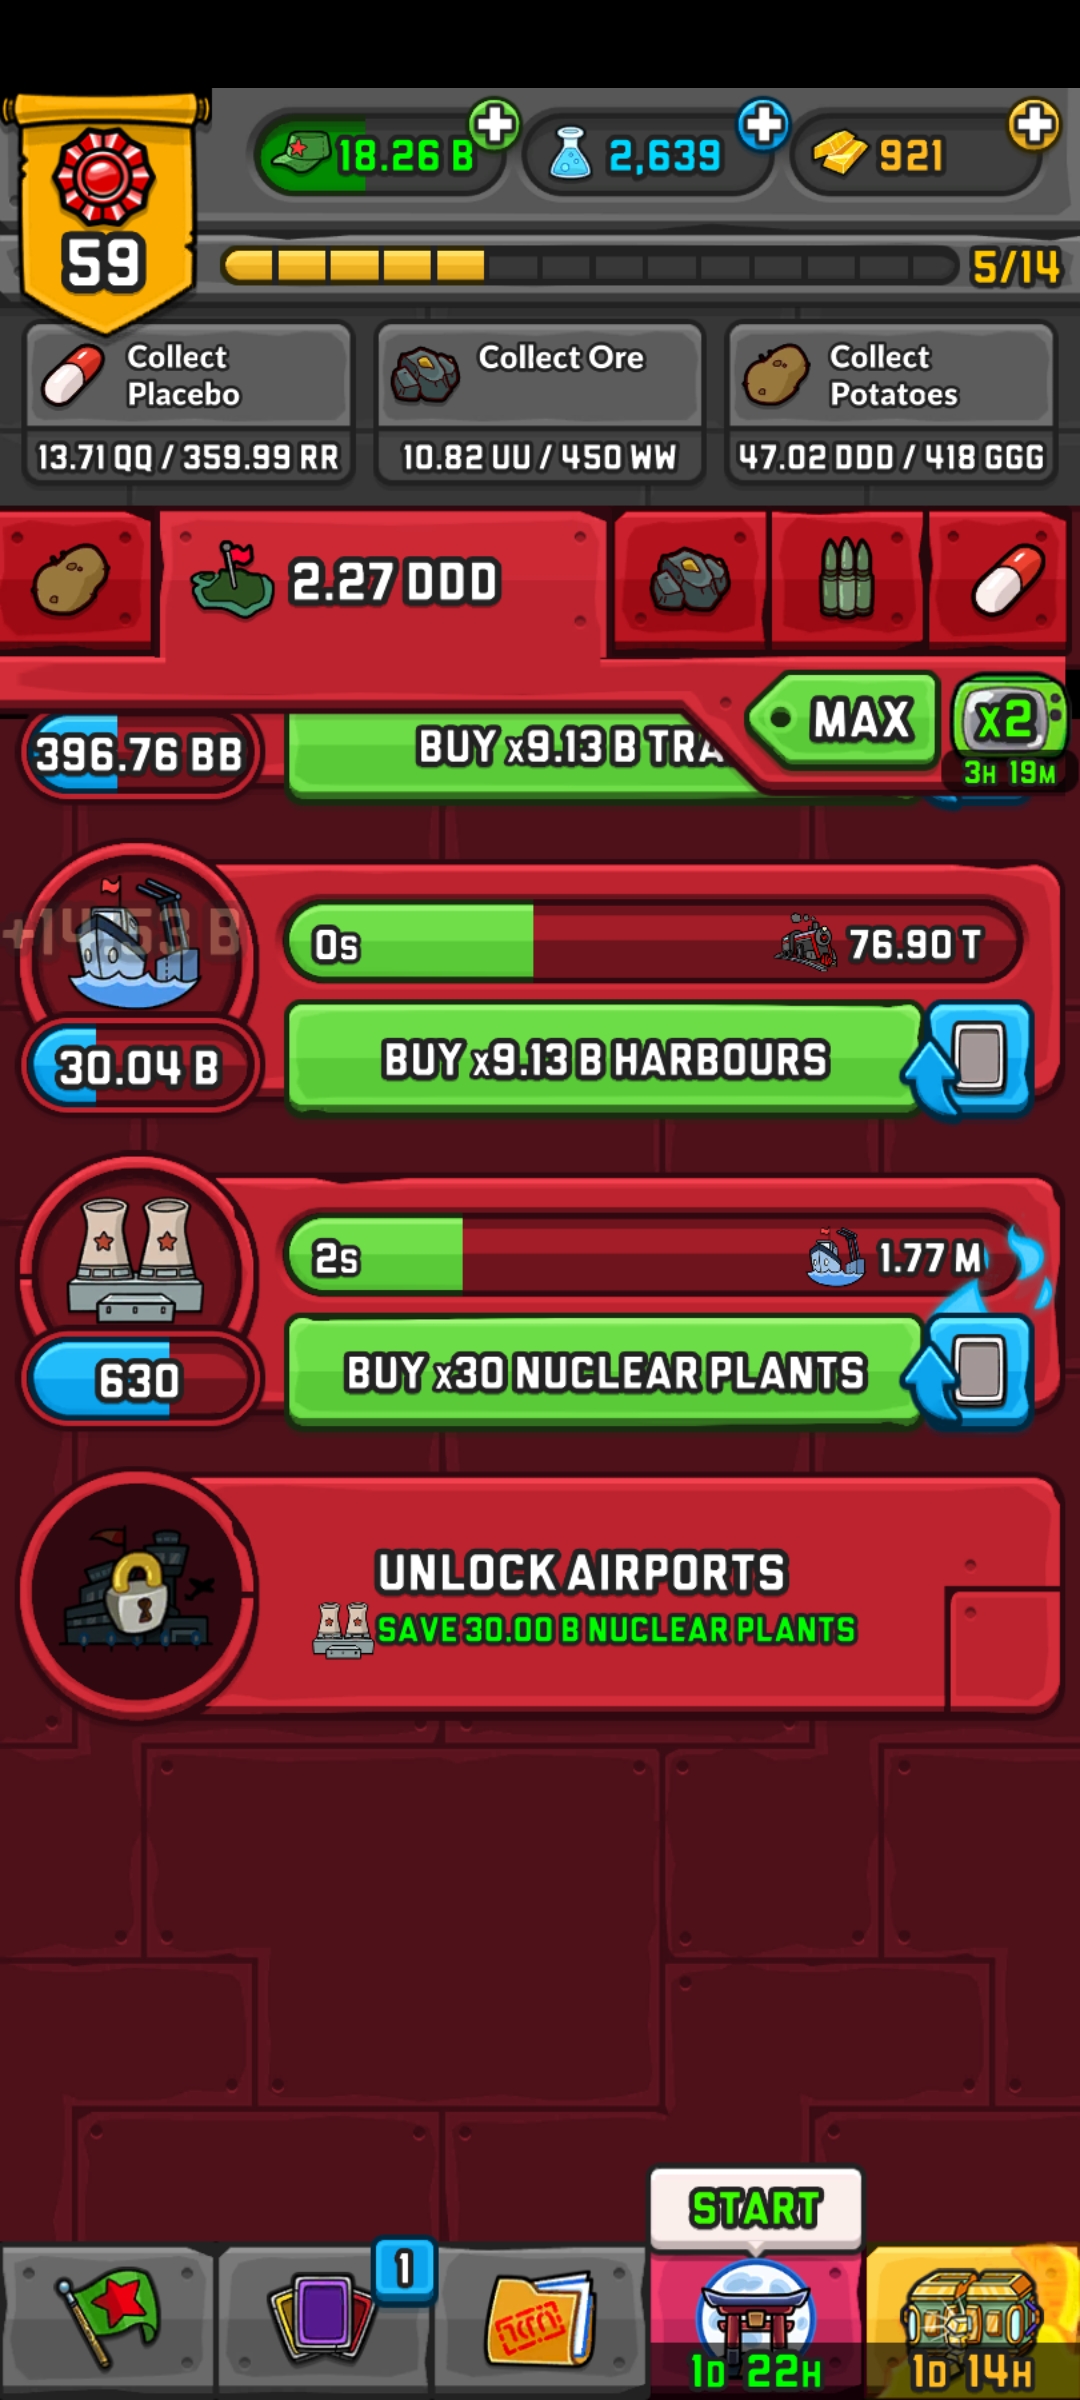 59
18.26 B
2,639
921
5/14
Collect
Placebo
13.71 QQ / 359.99 RR
Collect Ore
10.82 UU / 450 WW
Collect
Potatoes
47.02 DDD / 418 GGG
2.27 DDD
MAX
x2
3H 19M
396.76 BB
BUY x9.13 B TRA
0s
76.90 T
30.04 B
BUY x9.13 B HARBOURS
2s
1.77 M
630
BUY x30 NUCLEAR PLANTS
UNLOCK AIRPORTS
SAVE 30.00 B NUCLEAR PLANTS
START
1
1D 22H
1D 14H